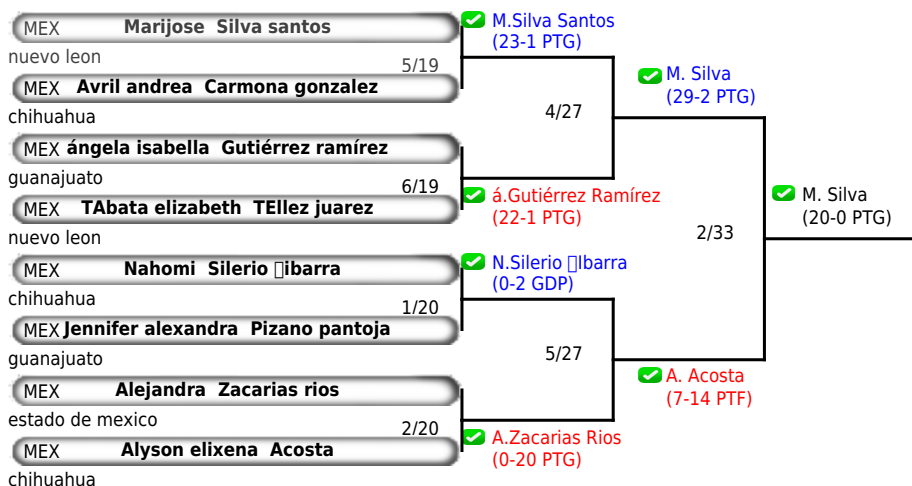 MEX Marijose Silva santos
nuevo leon
5/19
MEX Avril andrea Carmona gonzalez
chihuahua
MEX ángela isabella Gutiérrez ramírez
guanajuato
6/19
MEX TAbata elizabeth TEllez juarez
nuevo leon
MEX Nahomi Silerio ibarra
chihuahua
1/20
MEX Jennifer alexandra Pizano pantoja
guanajuato
MEX Alejandra Zacarias rios
estado de mexico
2/20
MEX Alyson elixena Acosta
chihuahua
M.Silva Santos
(23-1 PTG)
4/27
á.Gutiérrez Ramírez
(22-1 PTG)
N.Silerio Ibarra
(0-2 GDP)
5/27
A.Zacarias Rios
(0-20 PTG)
M. Silva
(29-2 PTG)
2/33
A. Acosta
(7-14 PTF)
M. Silva
(20-0 PTG)